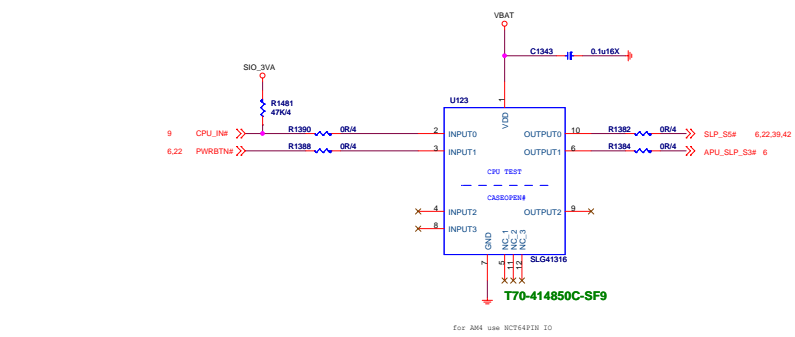 VBAT
C1343 0.1u16X
SIO_3VA
R1481
47K/4
U123
1
VDD
9 CPU_IN# R1390 0R/4 2 INPUT0 OUTPUT0 10 R1382 0R/4 SLP_S5# 6,22,39,42
6,22 PWRBTN# R1388 0R/4 3 INPUT1 OUTPUT1 6 R1384 0R/4 APU_SLP_S3# 6
CPU TEST
CASEOPEN#
4 INPUT2 OUTPUT2 9
8 INPUT3
GND NC_1 NC_2 NC_3
7 5 11 12 SLG41316
T70-414850C-SF9
for AM4 use NCT64PIN IO